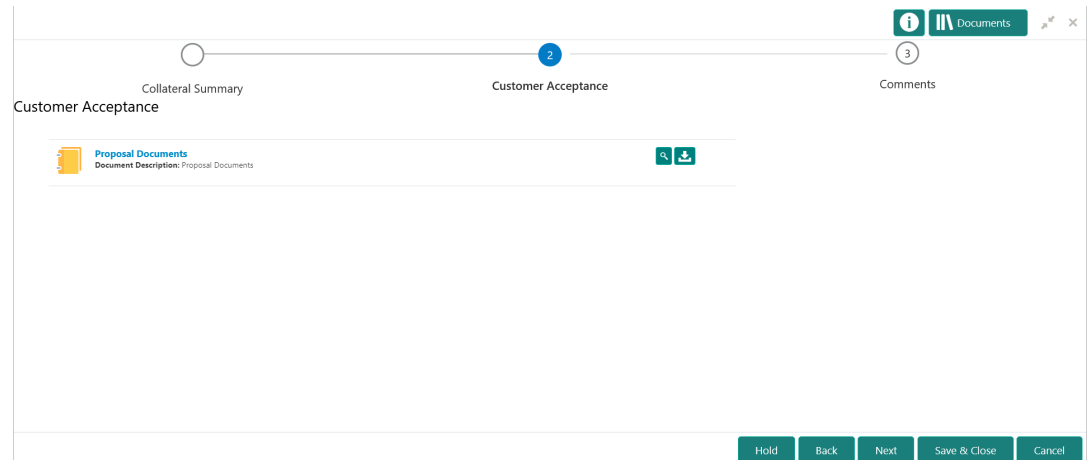 Documents
2
3
Collateral Summary
Customer Acceptance
Comments
Customer Acceptance
Proposal Documents
Document Description: Proposal Documents
Hold
Back
Next
Save & Close
Cancel